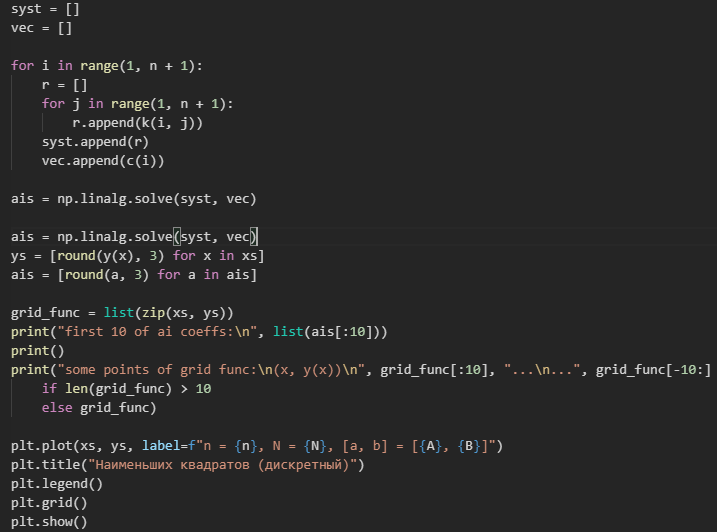 syst = []
vec = []
for i in range(1, n + 1):
    r = []
    for j in range(1, n + 1):
        r.append(k(i, j))
    syst.append(r)
    vec.append(c(i))
ais = np.linalg.solve(syst, vec)
ais = np.linalg.solve(syst, vec)
ys = [round(y(x), 3) for x in xs]
ais = [round(a, 3) for a in ais]
grid_func = list(zip(xs, ys))
print("first 10 of ai coeffs:\n", list(ais[:10]))
print()
print("some points of grid func:\n(x, y(x))\n", grid_func[:10], "...\n...", grid_func[-10:]
    if len(grid_func) > 10
    else grid_func)
plt.plot(xs, ys, label=f"n = {n}, N = {N}, [a, b] = [{A}, {B}]")
plt.title("Наименьших квадратов (дискретный)")
plt.legend()
plt.grid()
plt.show()